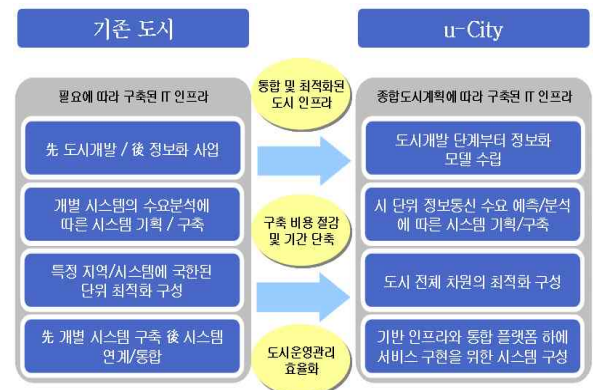 기존 도시
u-City
필요에 따라 구축된 IT 인프라
先 도시개발 / 後 정보화 사업
개별 시스템의 수요분석에
따른 시스템 기획 / 구축
특정 지역/시스템에 국한된
단위 최적화 구성
先 개별 시스템 구축 後 시스템
연계/통합
통합 및 최적화된
도시 인프라
구축 비용 절감
및 기간 단축
도시운영관리
효율화
종합도시계획에 따라 구축된 IT 인프라
도시개발 단계부터 정보화
모델 수립
시 단위 정보통신 수요 예측/분석
에 따른 시스템 기획/구축
도시 전체 차원의 최적화 구성
기반 인프라와 통합 플랫폼 하에
서비스 구현을 위한 시스템 구성